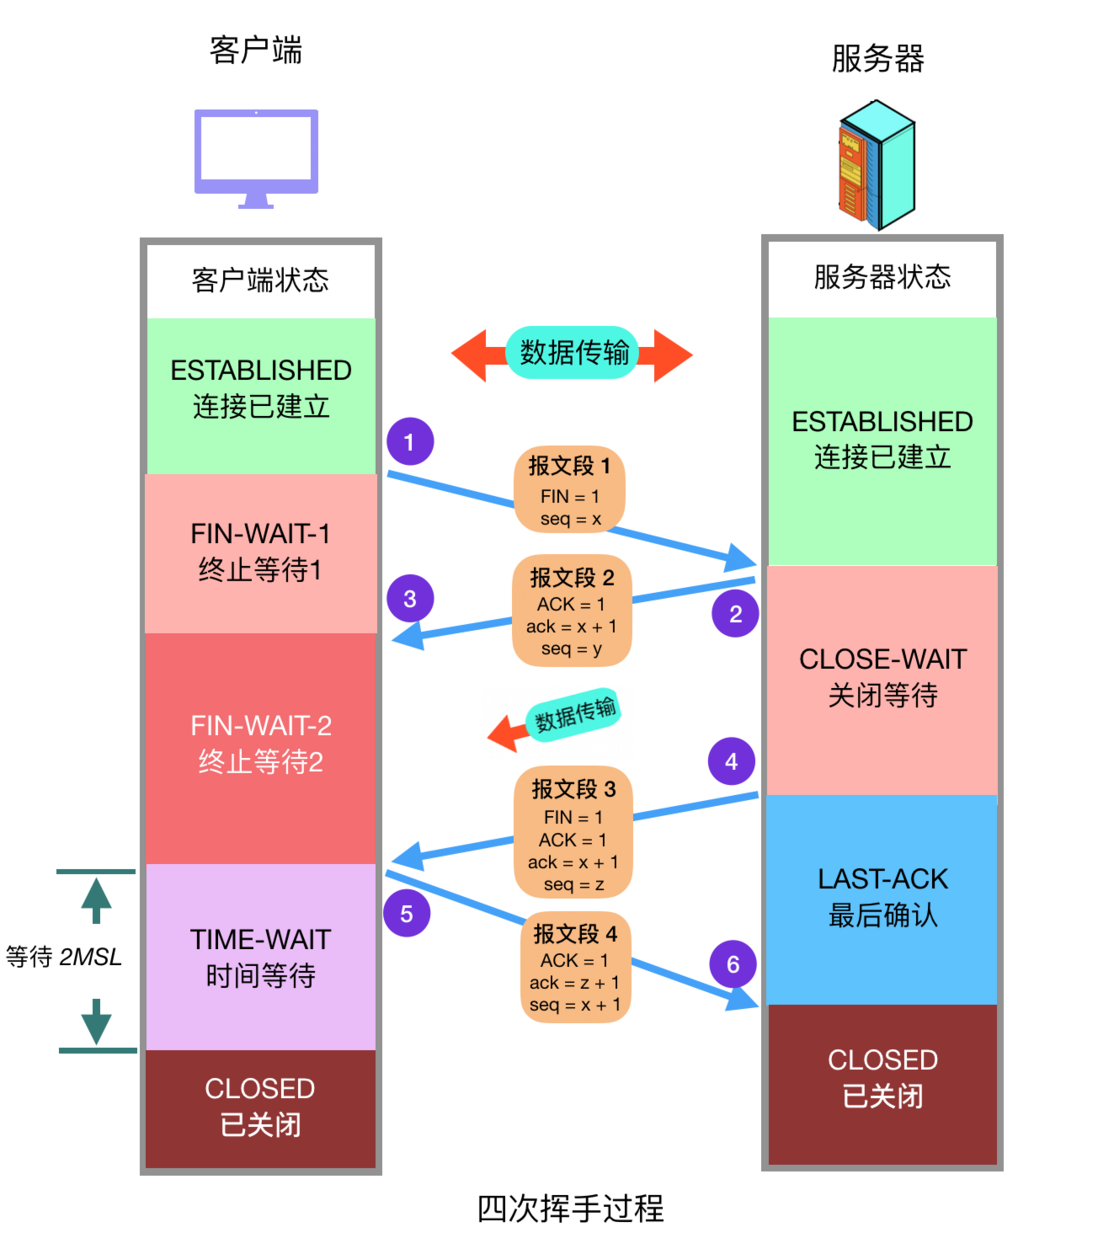 客户端
服务器
客户端状态
服务器状态
ESTABLISHED
连接已建立
数据传输
ESTABLISHED
连接已建立
1
报文段 1
FIN = 1
seq = x
FIN-WAIT-1
终止等待1
3
报文段 2
ACK = 1
ack = x + 1
seq = y
2
CLOSE-WAIT
关闭等待
FIN-WAIT-2
终止等待2
数据传输
4
报文段 3
FIN = 1
ACK = 1
ack = x + 1
seq = z
LAST-ACK
最后确认
5
等待 2MSL
TIME-WAIT
时间等待
报文段 4
ACK = 1
ack = z + 1
seq = x + 1
6
CLOSED
已关闭
CLOSED
已关闭
四次挥手过程